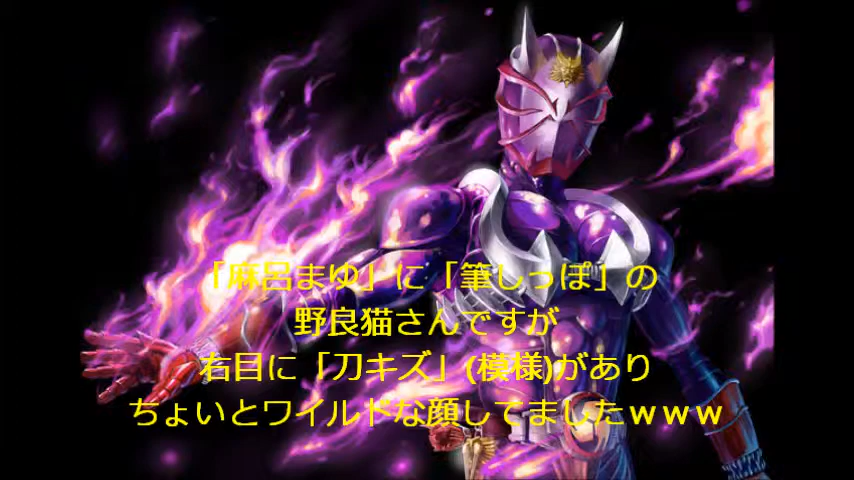 「麻呂まゆ」に「筆しっぽ」の
野良猫さんですが
右目に「刀キズ」(模様)があり
ちょいとワイルドな顔してましたｗｗｗ